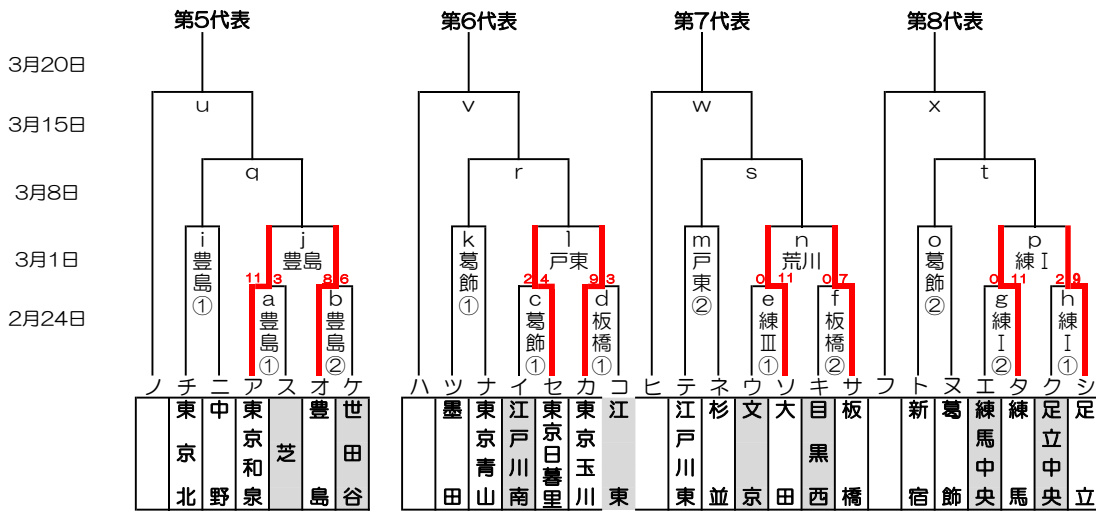 第5代表 第6代表 第7代表 第8代表
3月20日
u v w x
3月15日
q r s t
3月8日
i 豊島① j 豊島 k 葛飾① l 戸東 m 戸東② n 荒川 o 葛飾② p 練Ⅰ
3月1日
11 3 8 6 2 4 9 3 0 11 0 7 0 11 2 9
a 豊島① b 豊島② c 葛飾① d 板橋① e 練Ⅲ① f 板橋② g 練Ⅰ② h 練Ⅰ①
2月24日
ノ チ ニ ア ス オ ケ ハ ツ ナ イ セ カ コ ヒ テ ネ ウ ソ キ サ フ ト ヌ エ タ ク シ
東京北 中野 東京和泉 芝 豊島 世田谷 墨田 東京青山 江戸川南 東京日暮里 東京玉川 江東 江戸川東 杉並 文京 大田 目黒西 板橋 新宿 葛飾 練馬中央 練馬 足立中央 足立